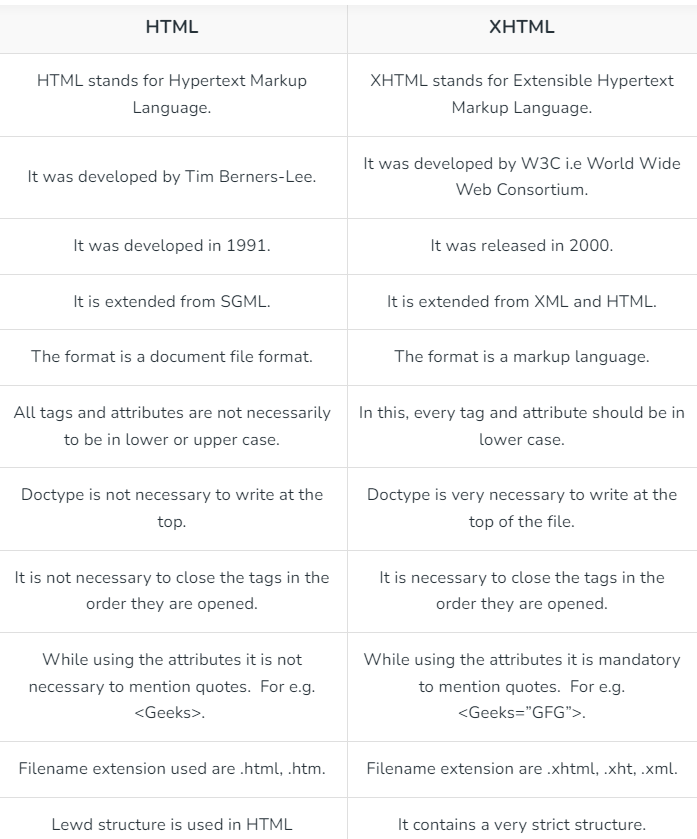 HTML
XHTML
HTML stands for Hypertext Markup
Language.
XHTML stands for Extensible Hypertext
Markup Language.
It was developed by Tim Berners-Lee.
It was developed by W3C i.e World Wide
Web Consortium.
It was developed in 1991.
It was released in 2000.
It is extended from SGML.
It is extended from XML and HTML.
The format is a document file format.
The format is a markup language.
All tags and attributes are not necessarily
to be in lower or upper case.
In this, every tag and attribute should be in
lower case.
Doctype is not necessary to write at the
top.
Doctype is very necessary to write at the
top of the file.
It is not necessary to close the tags in the
order they are opened.
It is necessary to close the tags in the
order they are opened.
While using the attributes it is not
necessary to mention quotes.  For e.g.
<Geeks>.
While using the attributes it is mandatory
to mention quotes.  For e.g.
<Geeks=”GFG”>.
Filename extension used are .html, .htm.
Filename extension are .xhtml, .xht, .xml.
Lewd structure is used in HTML
It contains a very strict structure.